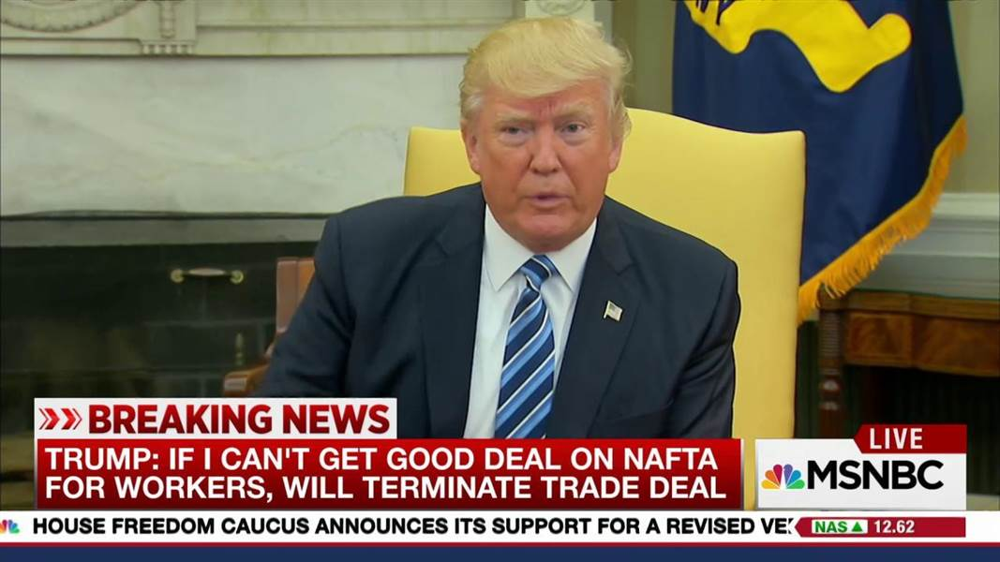 BREAKING NEWS
TRUMP: IF I CAN'T GET GOOD DEAL ON NAFTA
FOR WORKERS, WILL TERMINATE TRADE DEAL
LIVE
MSNBC
HOUSE FREEDOM CAUCUS ANNOUNCES ITS SUPPORT FOR A REVISED
NAS 12.62